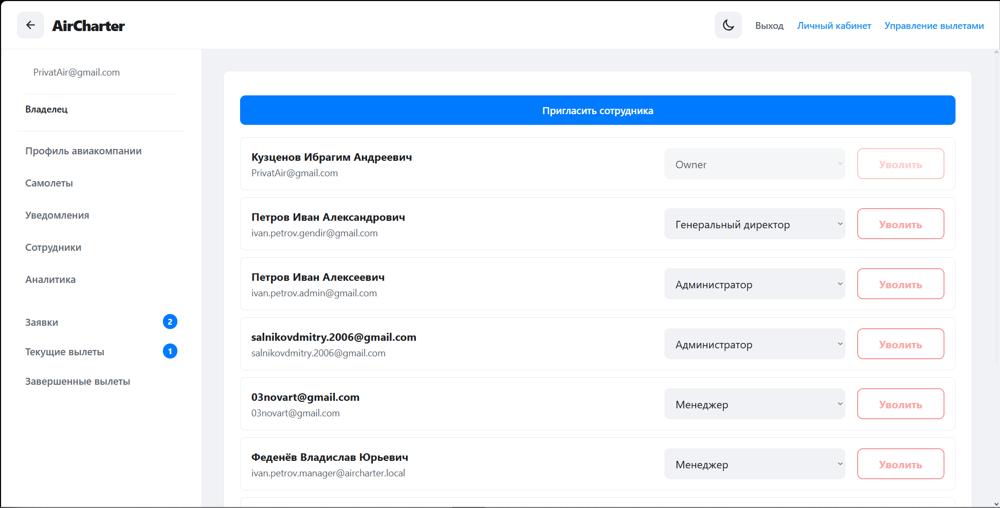 AirCharter
Выход
Личный кабинет
Управление вылетами
PrivatAir@gmail.com
Владелец
Профиль авиакомпании
Самолеты
Уведомления
Сотрудники
Аналитика
Заявки 2
Текущие вылеты 1
Завершенные вылеты
Пригласить сотрудника
Кузценов Ибрагим Андреевич
PrivatAir@gmail.com
Owner
Уволить
Петров Иван Александрович
ivan.petrov.gendir@gmail.com
Генеральный директор
Уволить
Петров Иван Алексеевич
ivan.petrov.admin@gmail.com
Администратор
Уволить
salnikovdmitry.2006@gmail.com
salnikovdmitry.2006@gmail.com
Администратор
Уволить
03novart@gmail.com
03novart@gmail.com
Менеджер
Уволить
Феденёв Владислав Юрьевич
ivan.petrov.manager@aircharter.local
Менеджер
Уволить